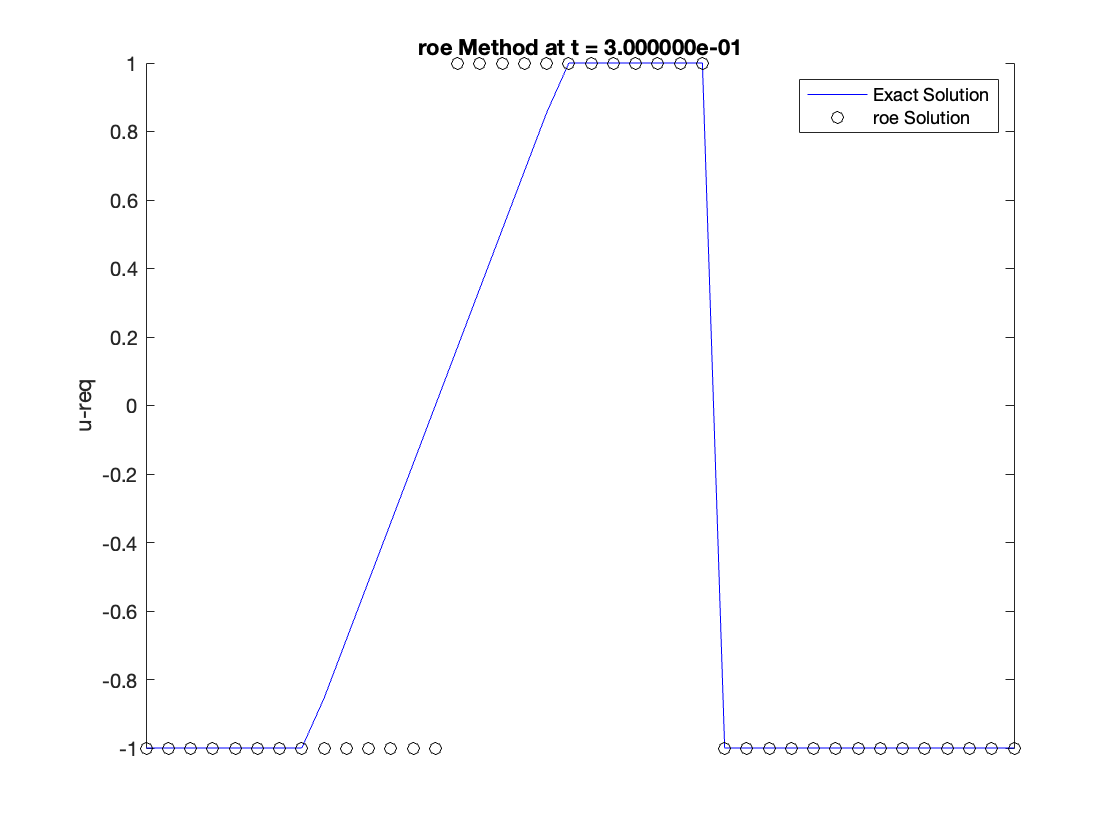 roe Method at t = 3.000000e-01
1
0.8
0.6
0.4
0.2
0
-0.2
-0.4
-0.6
-0.8
-1
u-req
Exact Solution
roe Solution